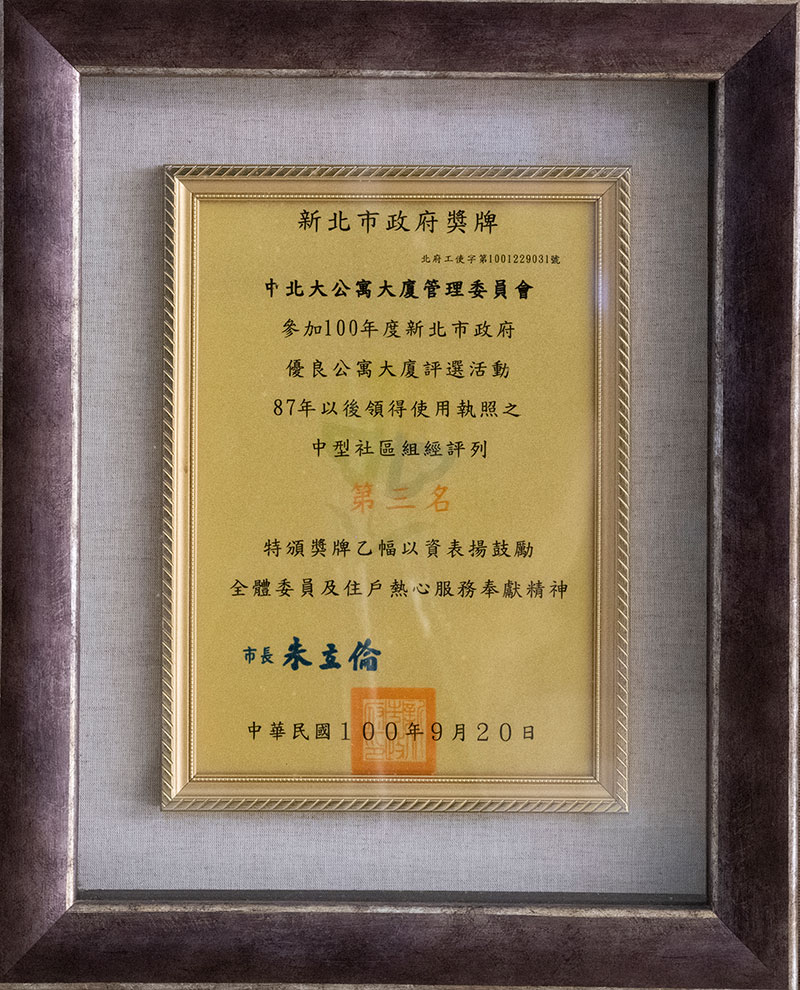 新北市政府獎牌
北府工使字第1001229031號
中北大公寓大廈管理委員會
參加100年度新北市政府
優良公寓大廈評選活動
87年以後領得使用執照之
中型社區組經評列
第三名
特頒獎牌乙幅以資表揚鼓勵
全體委員及住戶熱心服務奉獻精神
市長 朱立倫
中華民國100年9月20日